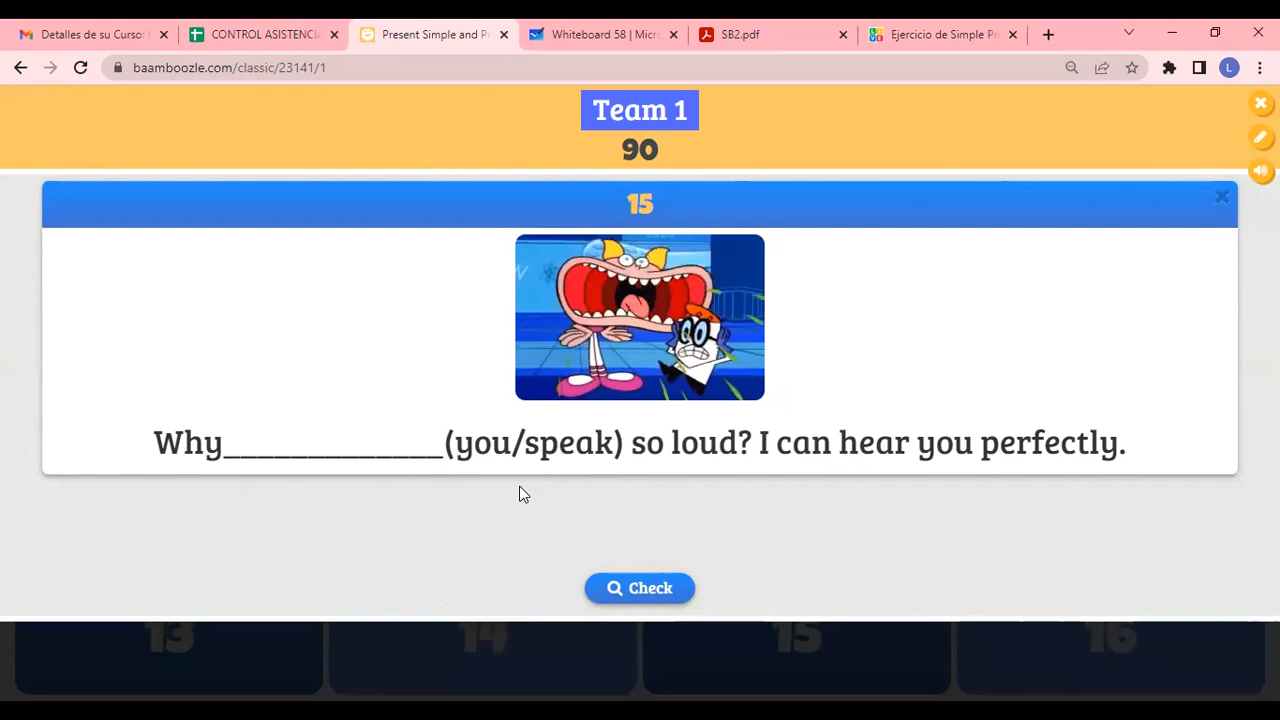 Detalles de su Curso:
CONTROL ASISTENCIA
Present Simple and P
Whiteboard 58 | Micr
SB2.pdf
Ejercicio de Simple Pr
baamboozle.com/classic/23141/1
L
Team 1
90
15
Why_____________(you/speak) so loud? I can hear you perfectly.
Check
13 14 15 16